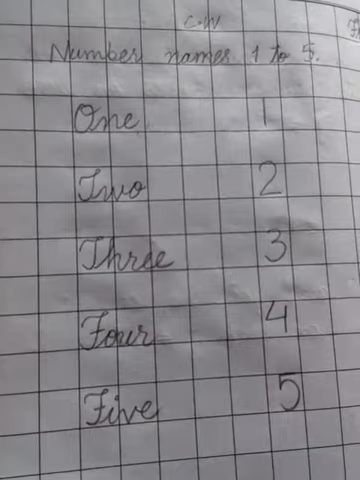 C.W
Number names 1 to 5.
One 1
Two 2
Three 3
Four 4
Five 5